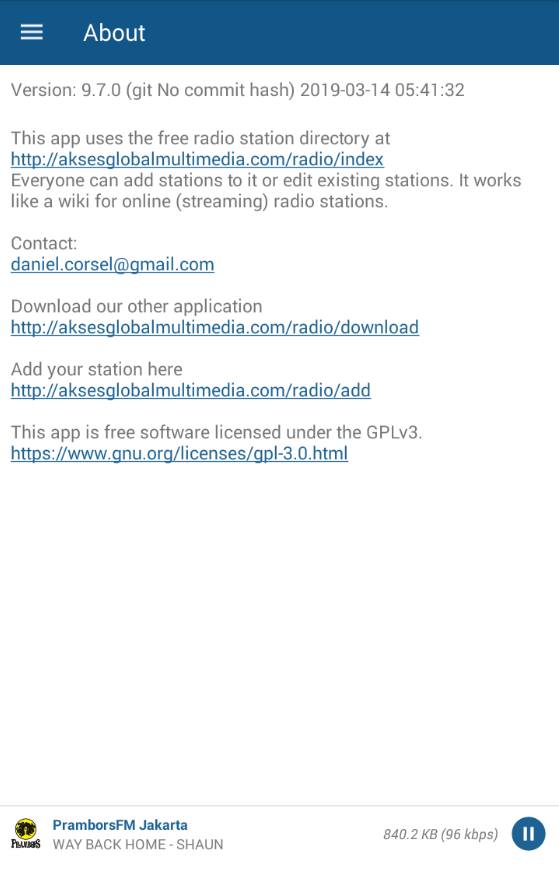 About
Version: 9.7.0 (git No commit hash) 2019-03-14 05:41:32
This app uses the free radio station directory at
http://aksesglobalmultimedia.com/radio/index
Everyone can add stations to it or edit existing stations. It works
like a wiki for online (streaming) radio stations.
Contact:
daniel.corsel@gmail.com
Download our other application
http://aksesglobalmultimedia.com/radio/download
Add your station here
http://aksesglobalmultimedia.com/radio/add
This app is free software licensed under the GPLv3.
https://www.gnu.org/licenses/gpl-3.0.html
PRAMBORS
PramborsFM Jakarta
WAY BACK HOME - SHAUN
840.2 KB (96 kbps)